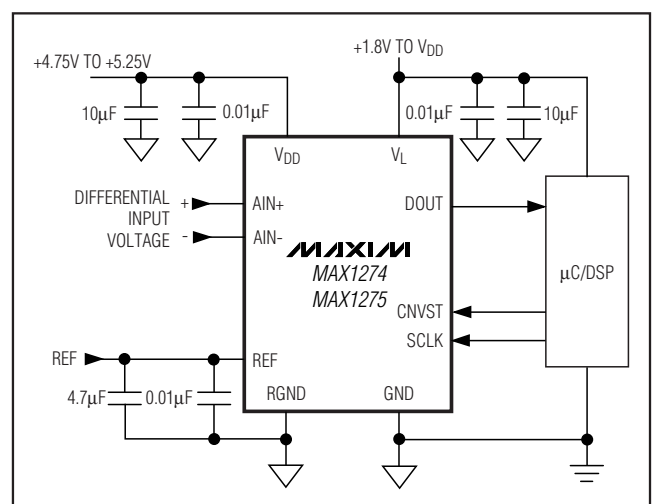 +4.75V TO +5.25V
+1.8V TO VDD
10µF
0.01µF
0.01µF
10µF
VDD
VL
DIFFERENTIAL
INPUT
VOLTAGE
+
-
AIN+
AIN-
DOUT
MAXIM
MAX1274
MAX1275
µC/DSP
CNVST
SCLK
REF
REF
4.7µF
0.01µF
RGND
GND